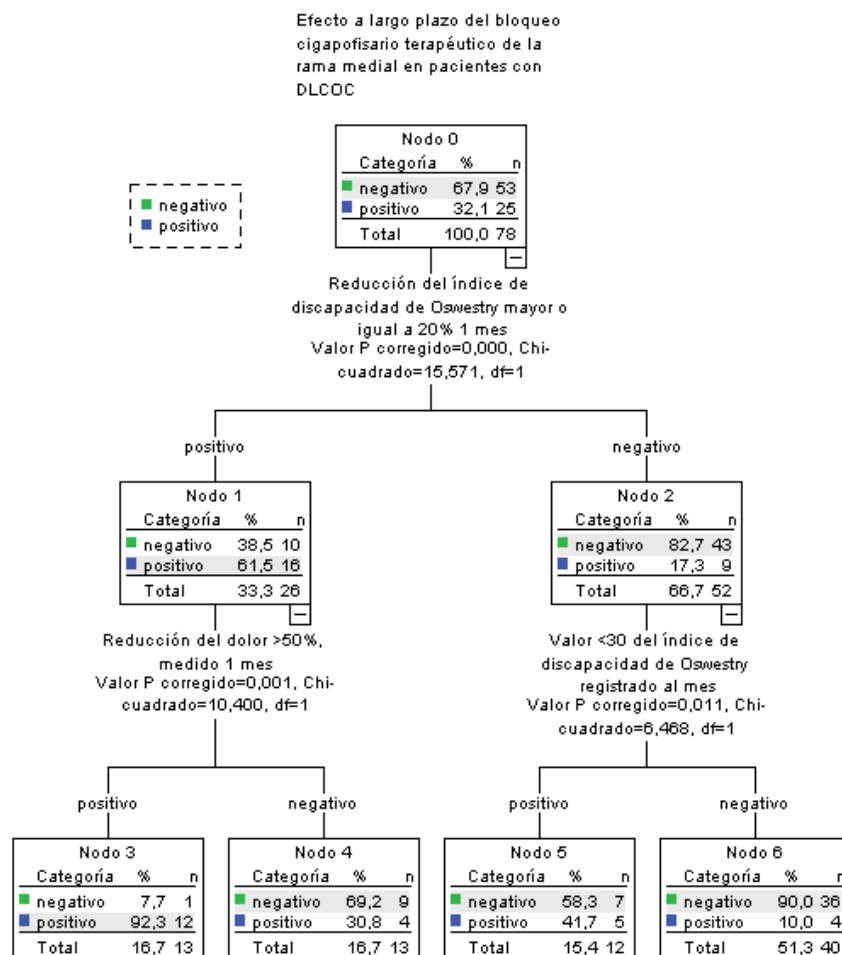 Efecto a largo plazo del bloqueo
cigapofisario terapéutico de la
rama medial en pacientes con
DLCOC
Nodo 0
Categoría % n
negativo 67,9 53
positivo 32,1 25
Total 100,0 78
negativo
positivo
Reducción del índice de
discapacidad de Oswestry mayor o
igual a 20% 1 mes
Valor P corregido=0,000, Chi-
cuadrado=15,571, df=1
positivo
negativo
Nodo 1
Categoría % n
negativo 38,5 10
positivo 61,5 16
Total 33,3 26
Nodo 2
Categoría % n
negativo 82,7 43
positivo 17,3 9
Total 66,7 52
Reducción del dolor >50%,
medido 1 mes
Valor P corregido=0,001, Chi-
cuadrado=10,400, df=1
Valor <30 del índice de
discapacidad de Oswestry
registrado al mes
Valor P corregido=0,011, Chi-
cuadrado=6,468, df=1
positivo
negativo
positivo
negativo
Nodo 3
Categoría % n
negativo 7,7 1
positivo 92,3 12
Total 16,7 13
Nodo 4
Categoría % n
negativo 69,2 9
positivo 30,8 4
Total 16,7 13
Nodo 5
Categoría % n
negativo 58,3 7
positivo 41,7 5
Total 15,4 12
Nodo 6
Categoría % n
negativo 90,0 36
positivo 10,0 4
Total 51,3 40